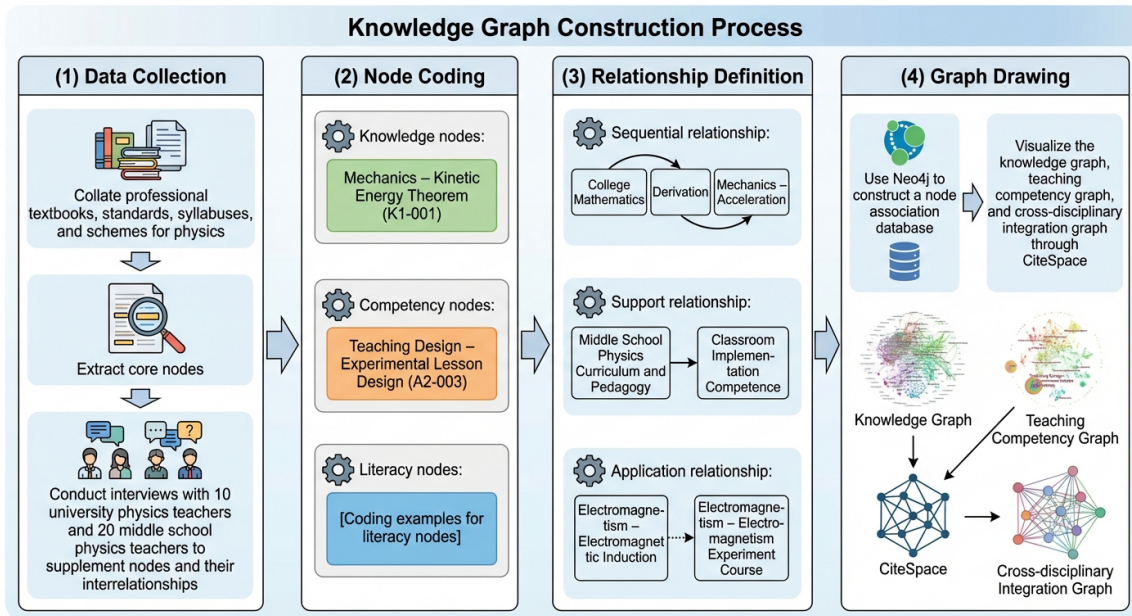 Knowledge Graph Construction Process
(1) Data Collection
Collate professional
textbooks, standards, syllabuses,
and schemes for physics
Extract core nodes
?
Conduct interviews with 10
university physics teachers
and 20 middle school
physics teachers to
supplement nodes and their
interrelationships
(2) Node Coding
Knowledge nodes:
Mechanics – Kinetic
Energy Theorem
(K1-001)
Competency nodes:
Teaching Design –
Experimental Lesson
Design (A2-003)
Literacy nodes:
[Coding examples for
literacy nodes]
(3) Relationship Definition
Sequential relationship:
College
Mathematics
Derivation
Mechanics –
Acceleration
Support relationship:
Middle School
Physics
Curriculum and
Pedagogy
Classroom
Implemen-
tation
Competence
Application relationship:
Electromagne-
tism –
Electromagnet
tic Induction
Electromagne-
tism – Electro-
magnetism
Experiment
Course
(4) Graph Drawing
Use Neo4j to
construct a node
association
database
Visualize the
knowledge graph,
teaching
competency graph,
and cross-disciplinary
integration graph
through
CiteSpace
Knowledge Graph
Teaching
Competency Graph
CiteSpace
Cross-disciplinary
Integration Graph